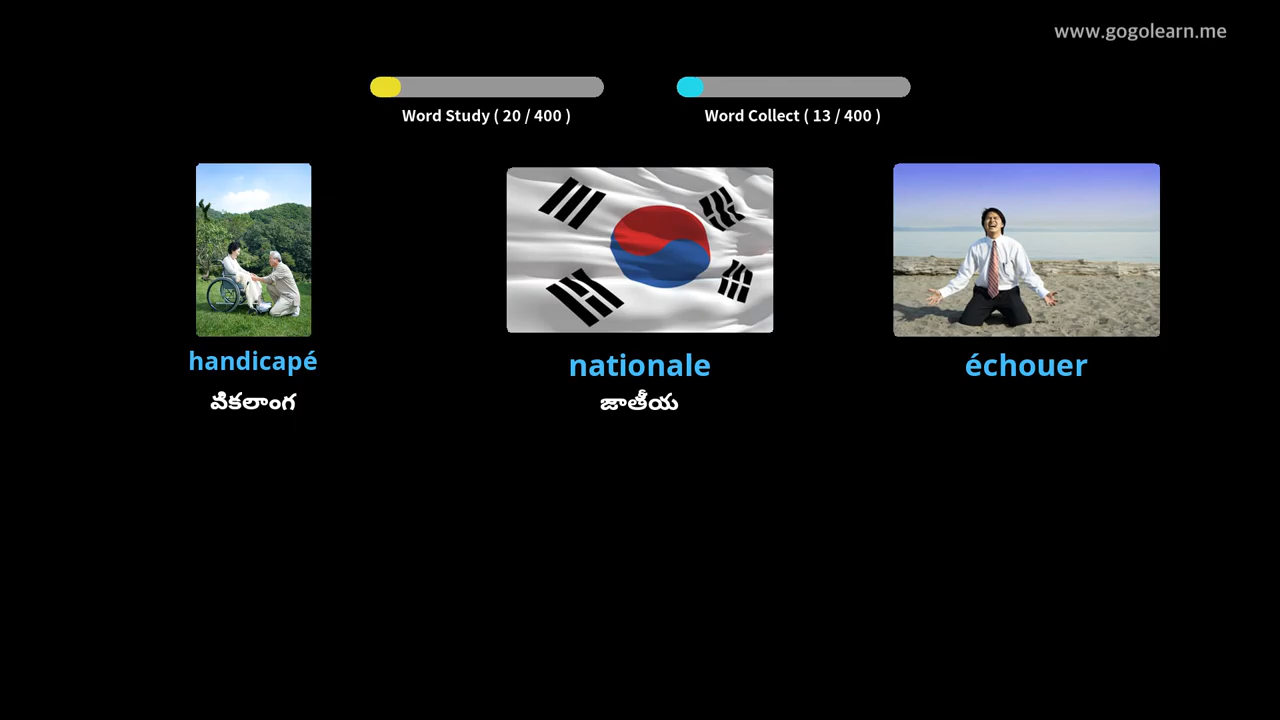 www.gogolearn.me
Word Study ( 20 / 400 )
Word Collect ( 13 / 400 )
handicapé
nationale
échouer
వికలాంగ
జాతీయ